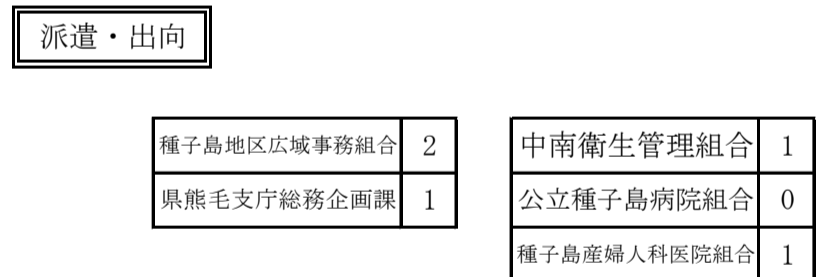 派遣・出向
種子島地区広域事務組合 2
県熊毛支庁総務企画課 1
中南衛生管理組合 1
公立種子島病院組合 0
種子島産婦人科医院組合 1